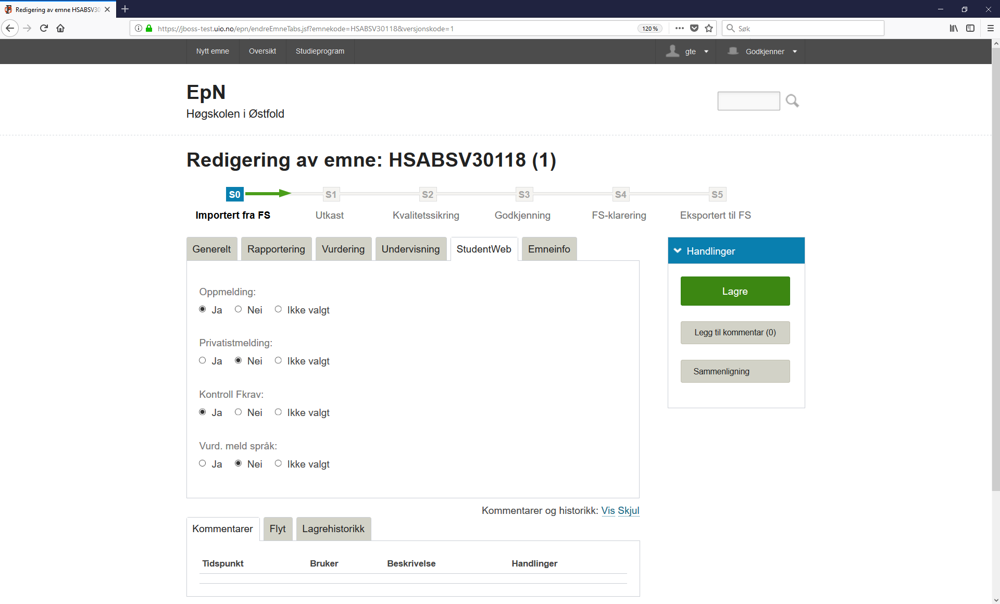 Redigering av emne HSABSV30
https://jboss-test.uio.no/epn/endreEmneTabs.jsf?emnekode=HSABSV30118&versjonskode=1
120 %
Søk
Nytt emne
Oversikt
Studieprogram
gte
Godkjenner
EpN
Høgskolen i Østfold
Redigering av emne: HSABSV30118 (1)
S0
S1
S2
S3
S4
S5
Importert fra FS
Utkast
Kvalitetssikring
Godkjenning
FS-klarering
Eksportert til FS
Generelt
Rapportering
Vurdering
Undervisning
StudentWeb
Emneinfo
Oppmelding:
Ja Nei Ikke valgt
Privatistmelding:
Ja Nei Ikke valgt
Kontroll Fkrav:
Ja Nei Ikke valgt
Vurd. meld språk:
Ja Nei Ikke valgt
Handlinger
Lagre
Legg til kommentar (0)
Sammenligning
Kommentarer og historikk: Vis Skjul
Kommentarer
Flyt
Lagrehistorikk
Tidspunkt Bruker Beskrivelse Handlinger